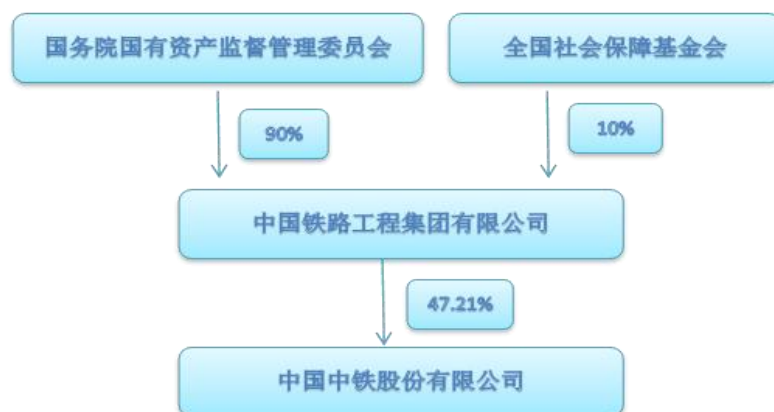 国务院国有资产监督管理委员会
全国社会保障基金会
90%
10%
中国铁路工程集团有限公司
47.21%
中国中铁股份有限公司